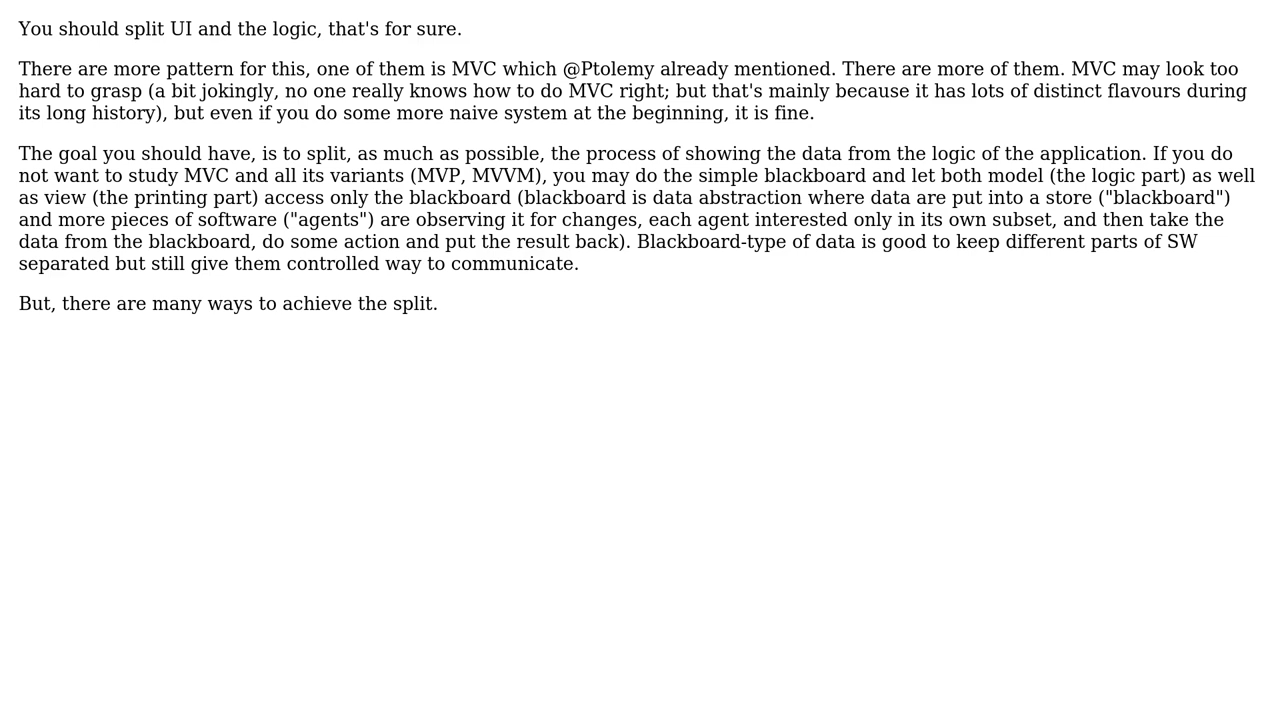 You should split UI and the logic, that's for sure.
There are more pattern for this, one of them is MVC which @Ptolemy already mentioned. There are more of them. MVC may look too
hard to grasp (a bit jokingly, no one really knows how to do MVC right; but that's mainly because it has lots of distinct flavours during
its long history), but even if you do some more naive system at the beginning, it is fine.
The goal you should have, is to split, as much as possible, the process of showing the data from the logic of the application. If you do
not want to study MVC and all its variants (MVP, MVVM), you may do the simple blackboard and let both model (the logic part) as well
as view (the printing part) access only the blackboard (blackboard is data abstraction where data are put into a store ("blackboard")
and more pieces of software ("agents") are observing it for changes, each agent interested only in its own subset, and then take the
data from the blackboard, do some action and put the result back). Blackboard-type of data is good to keep different parts of SW
separated but still give them controlled way to communicate.
But, there are many ways to achieve the split.